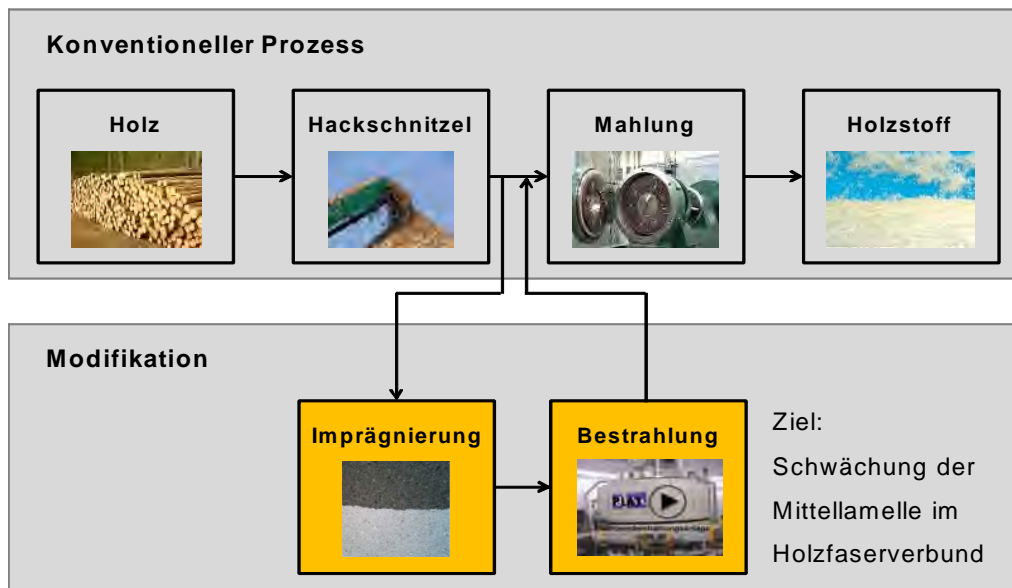 Konventioneller Prozess
Holz
Hackschnitzel
Mahlung
Holzstoff
Modifikation
Imprägnierung
Bestrahlung
Ziel:
Schwächung der
Mittellamelle im
Holzfaserverbund